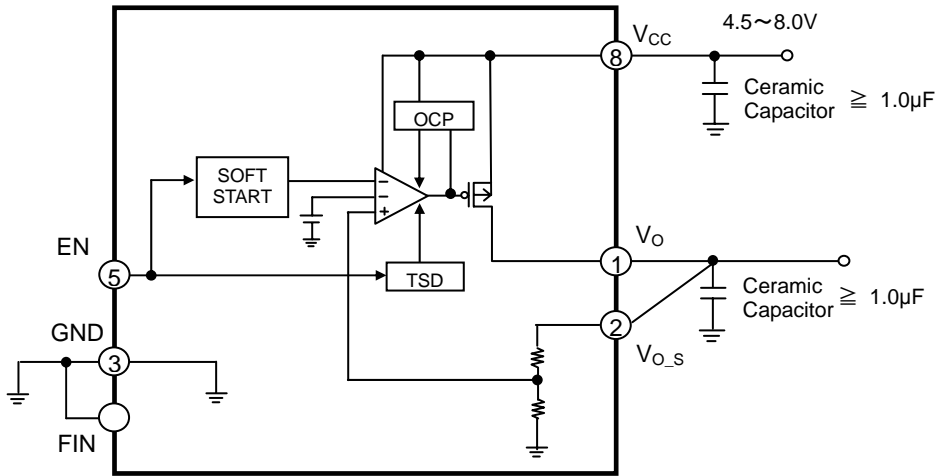 4.5～8.0V
VCC
8
Ceramic
Capacitor ≧ 1.0µF
OCP
SOFT
START
−
−
+
EN
5
TSD
VO
1
Ceramic
Capacitor ≧ 1.0µF
2
VO_S
GND
3
FIN